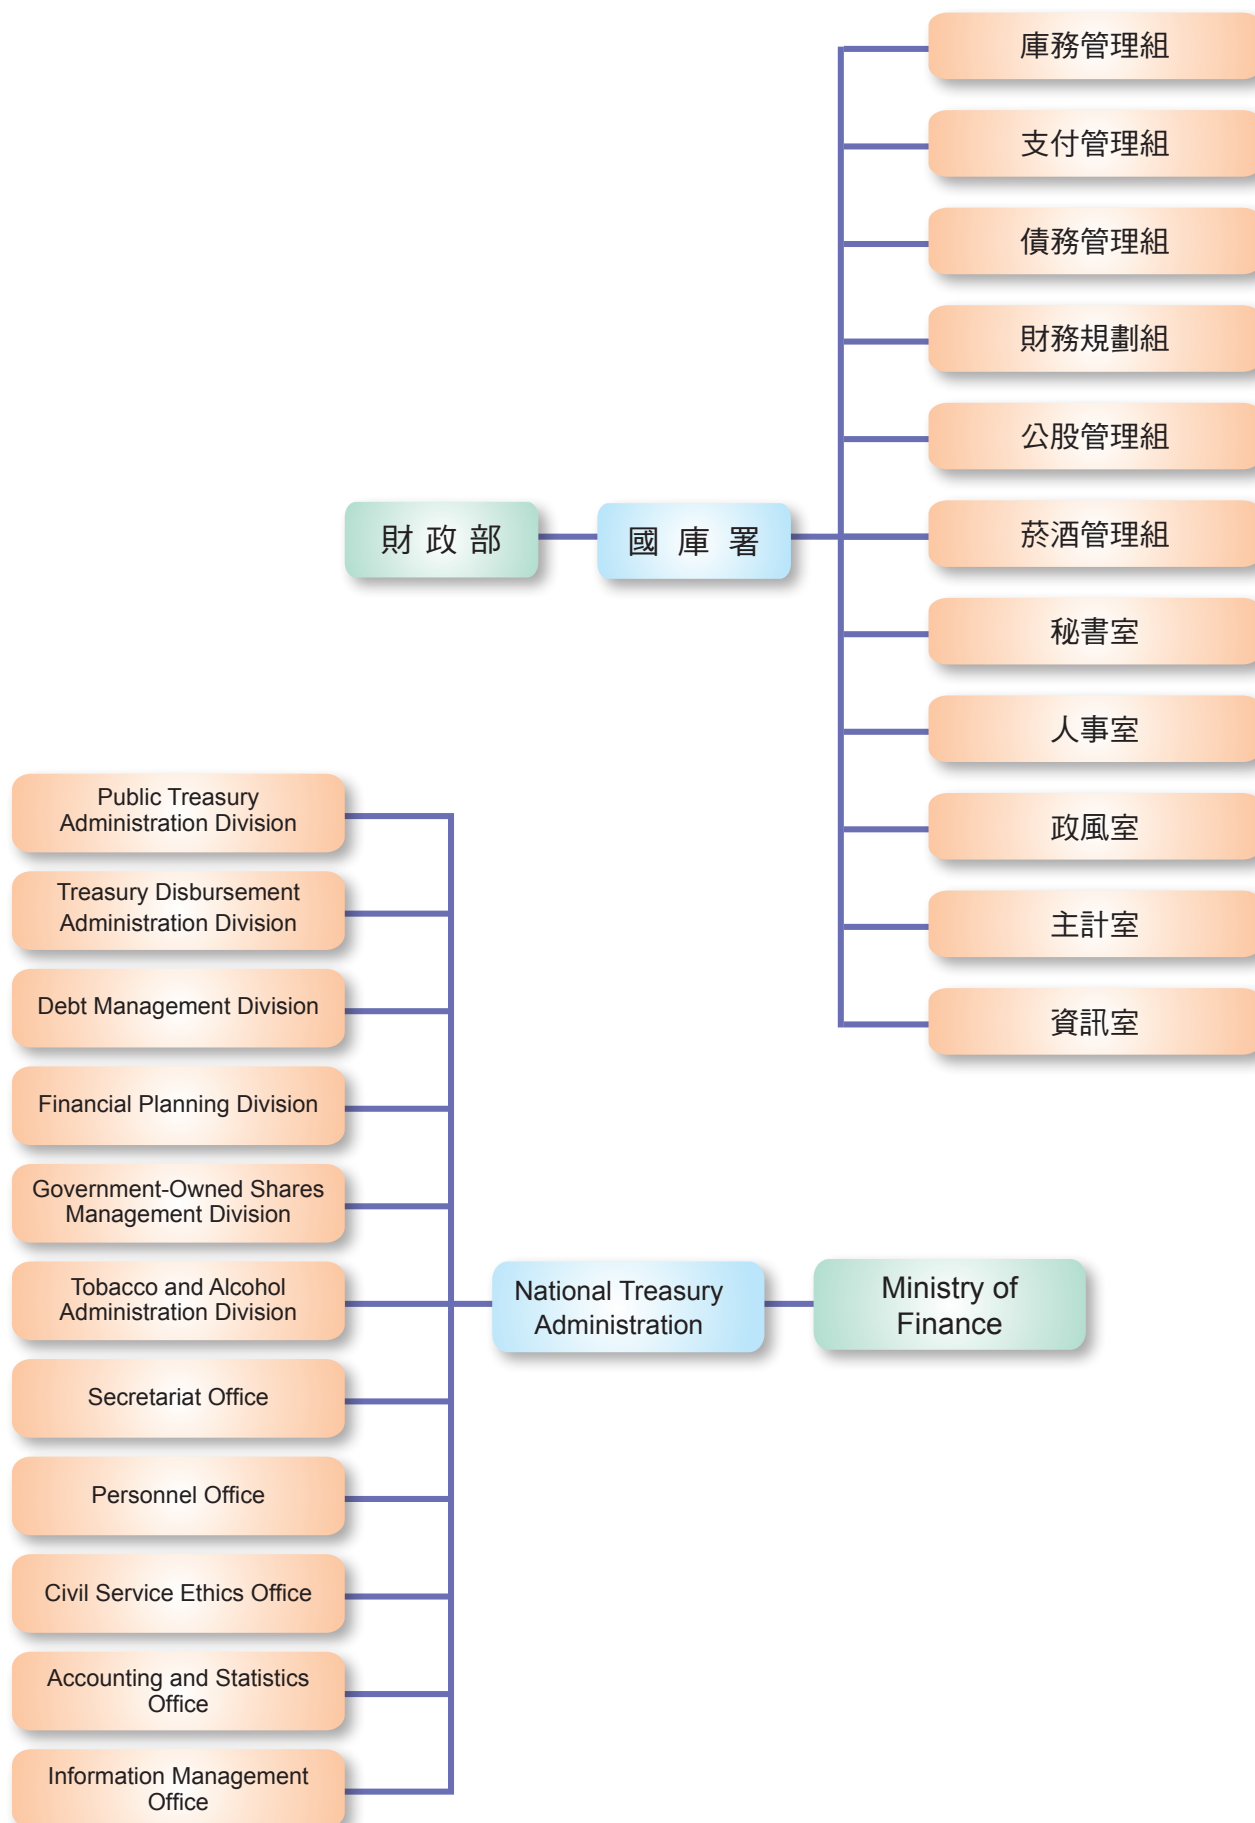 庫務管理組
支付管理組
債務管理組
財務規劃組
公股管理組
財政部
國庫署
菸酒管理組
秘書室
人事室
政風室
主計室
資訊室
Public Treasury
Administration Division
Treasury Disbursement
Administration Division
Debt Management Division
Financial Planning Division
Government-Owned Shares
Management Division
Tobacco and Alcohol
Administration Division
Secretariat Office
Personnel Office
Civil Service Ethics Office
Accounting and Statistics
Office
Information Management
Office
National Treasury
Administration
Ministry of
Finance